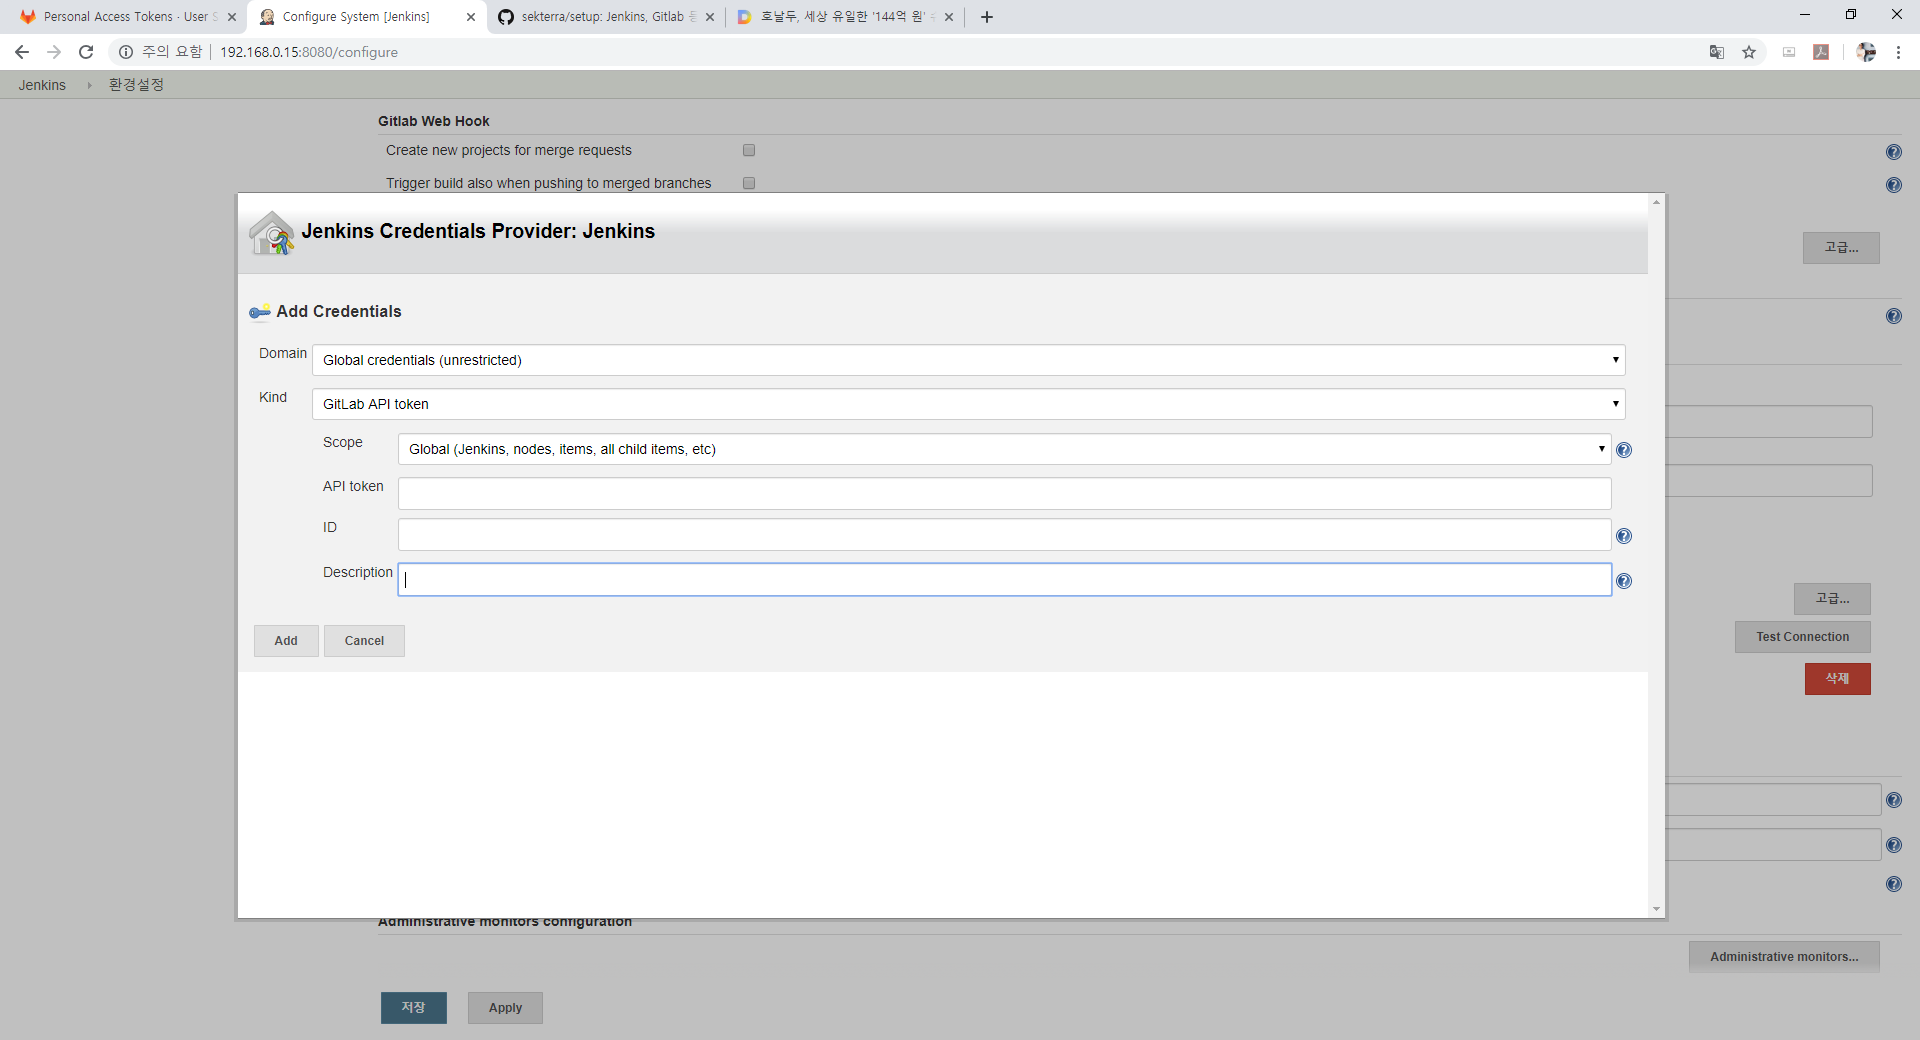 Personal Access Tokens · User S
Configure System [Jenkins]
sekterra/setup: Jenkins, Gitlab 등
호날두, 세상 유일한 '144억 원'
주의 요함
192.168.0.15:8080/configure
Jenkins
환경설정
Gitlab Web Hook
Create new projects for merge requests
Trigger build also when pushing to merged branches
고급...
Jenkins Credentials Provider: Jenkins
Add Credentials
Domain
Global credentials (unrestricted)
Kind
GitLab API token
Scope
Global (Jenkins, nodes, items, all child items, etc)
API token
ID
Description
고급...
Add
Cancel
Test Connection
삭제
Administrative monitors configuration
Administrative monitors...
저장
Apply